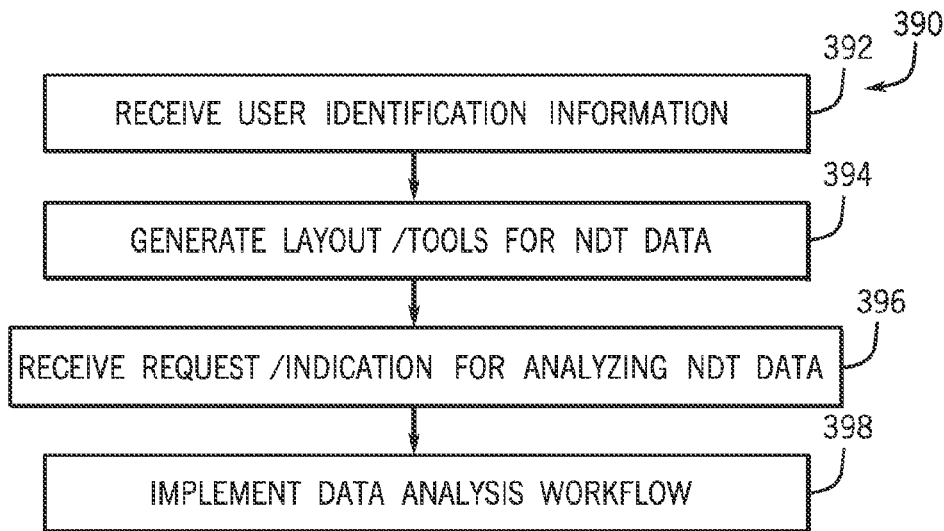 390
392
RECEIVE USER IDENTIFICATION INFORMATION
394
GENERATE LAYOUT /TOOLS FOR NDT DATA
396
RECEIVE REQUEST /INDICATION FOR ANALYZING NDT DATA
398
IMPLEMENT DATA ANALYSIS WORKFLOW